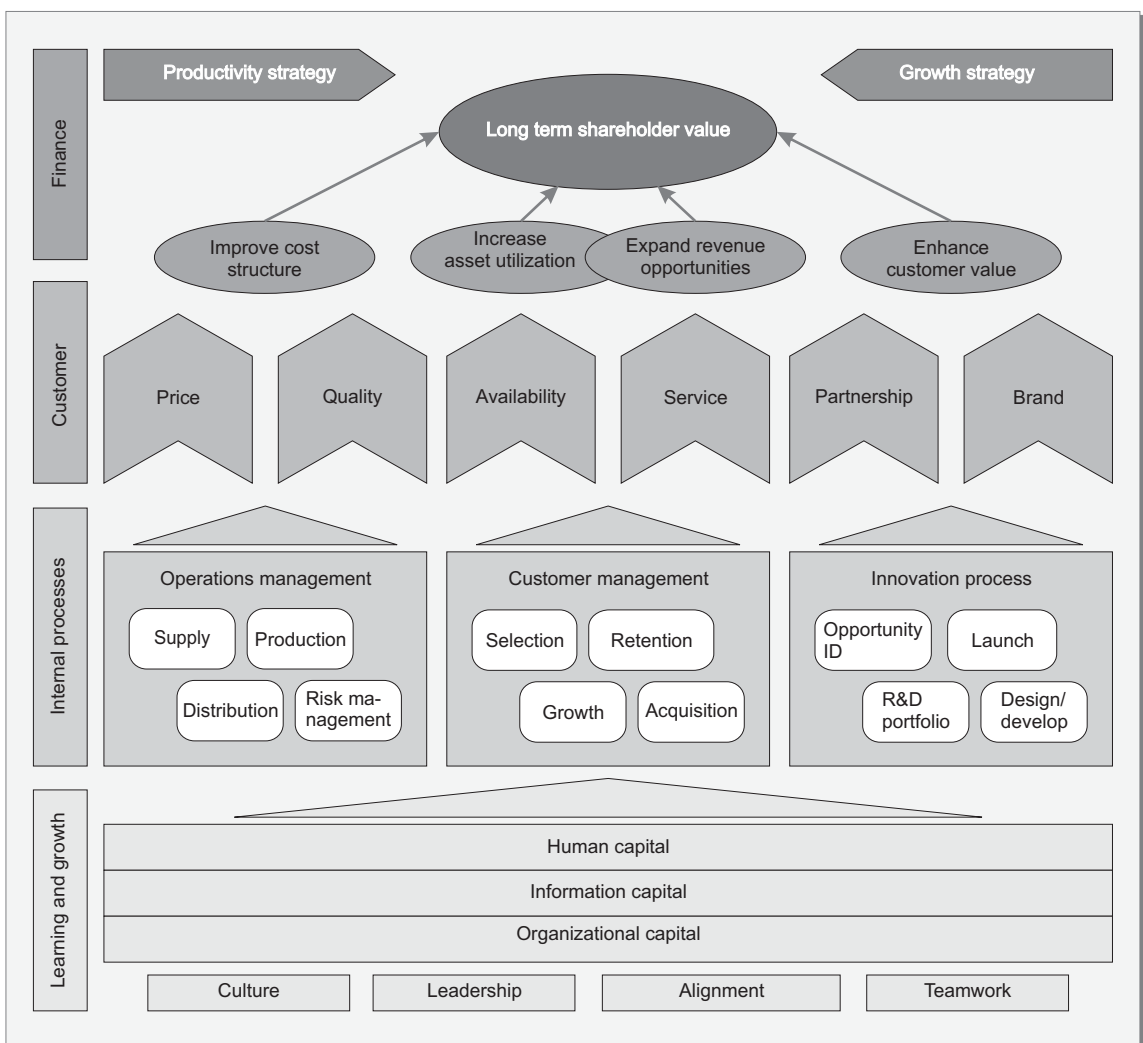 Finance
Productivity strategy
Growth strategy
Long term shareholder value
Improve cost
structure
Increase
asset utilization
Expand revenue
opportunities
Enhance
customer value
Customer
Price
Quality
Availability
Service
Partnership
Brand
Internal processes
Operations management
Supply
Production
Distribution
Risk ma-
nagement
Customer management
Selection
Retention
Growth
Acquisition
Innovation process
Opportunity
ID
Launch
R&D
portfolio
Design/
develop
Learning and growth
Human capital
Information capital
Organizational capital
Culture
Leadership
Alignment
Teamwork